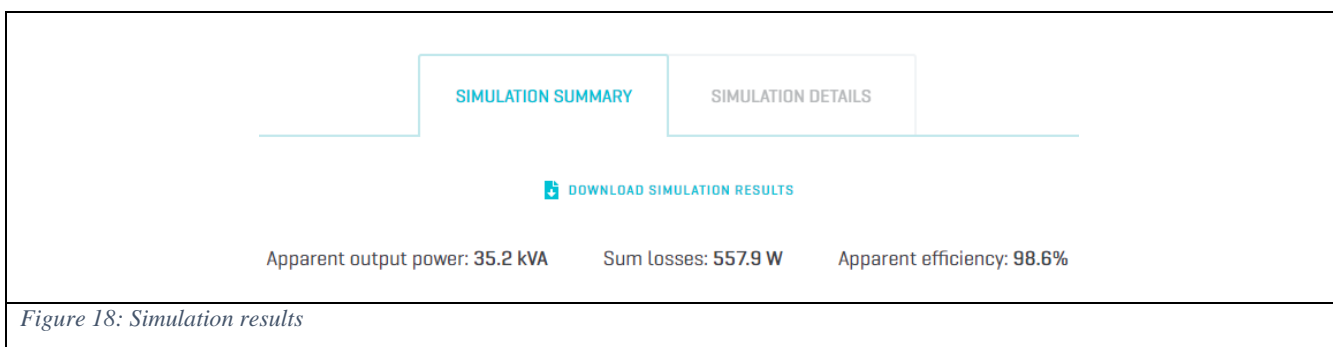 SIMULATION SUMMARY SIMULATION DETAILS
DOWNLOAD SIMULATION RESULTS
Apparent output power: 35.2 kVA Sum losses: 557.9 W Apparent efficiency: 98.6%
Figure 18: Simulation results